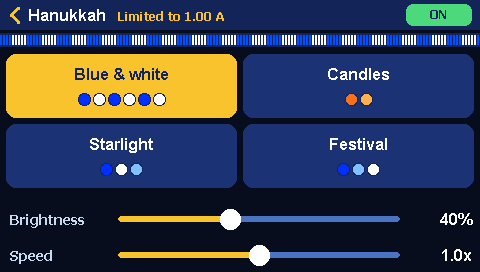 Hanukkah Limited to 1.00 A ON
Blue & white Candles
Starlight Festival
Brightness 40%
Speed 1.0x